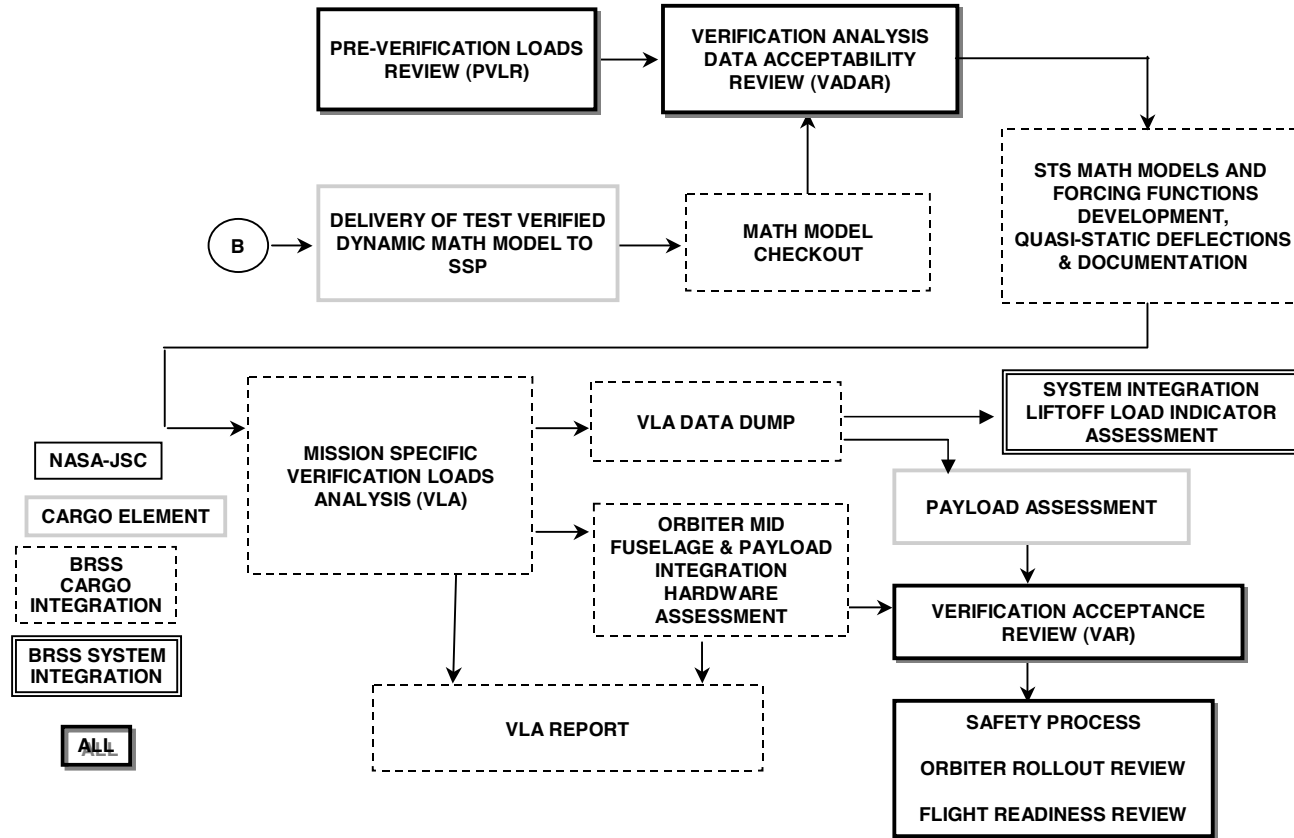 PRE-VERIFICATION LOADS
REVIEW (PVLR)
VERIFICATION ANALYSIS
DATA ACCEPTABILITY
REVIEW (VADAR)
B
DELIVERY OF TEST VERIFIED
DYNAMIC MATH MODEL TO
SSP
MATH MODEL
CHECKOUT
STS MATH MODELS AND
FORCING FUNCTIONS
DEVELOPMENT,
QUASI-STATIC DEFLECTIONS
& DOCUMENTATION
MISSION SPECIFIC
VERIFICATION LOADS
ANALYSIS (VLA)
VLA DATA DUMP
SYSTEM INTEGRATION
LIFTOFF LOAD INDICATOR
ASSESSMENT
PAYLOAD ASSESSMENT
ORBITER MID
FUSELAGE & PAYLOAD
INTEGRATION
HARDWARE
ASSESSMENT
VERIFICATION ACCEPTANCE
REVIEW (VAR)
VLA REPORT
SAFETY PROCESS
ORBITER ROLLOUT REVIEW
FLIGHT READINESS REVIEW
NASA-JSC
CARGO ELEMENT
BRSS
CARGO
INTEGRATION
BRSS SYSTEM
INTEGRATION
ALL